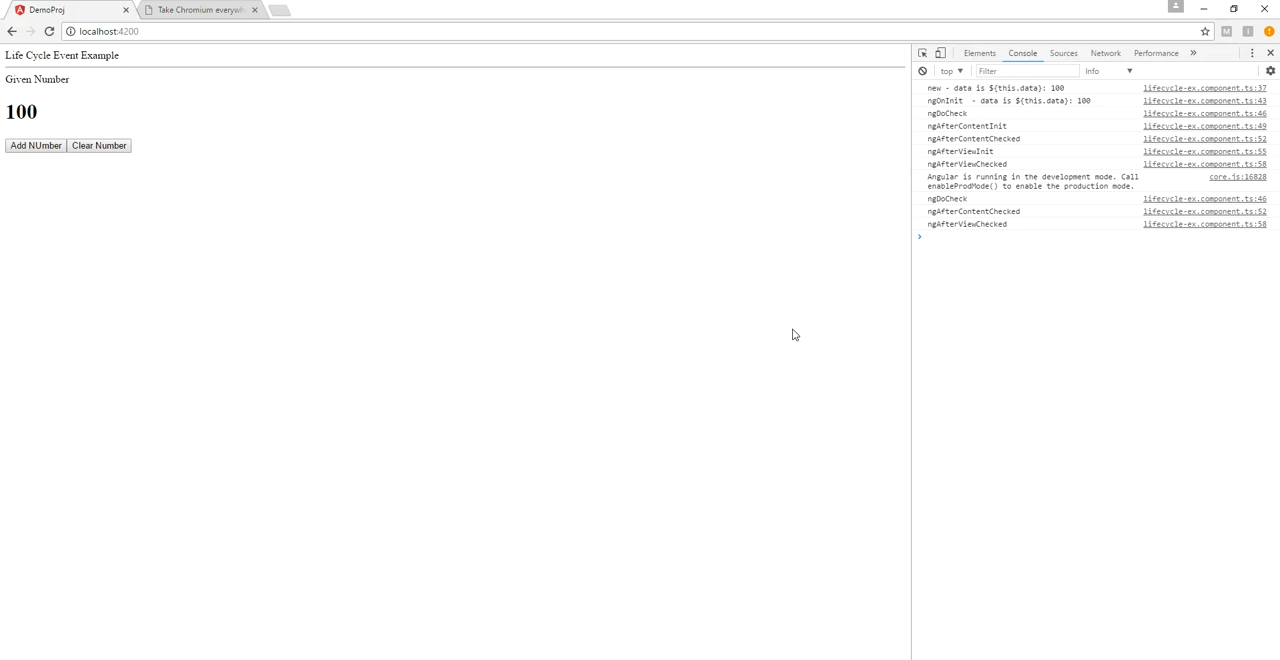 DemoProj
Take Chromium everywh
localhost:4200
Life Cycle Event Example
Given Number
100
Add NUmber Clear Number
Elements Console Sources Network Performance »
top ▼ Filter Info ▼
new - data is ${this.data}: 100 lifecycle-ex.component.ts:37
ngOnInit - data is ${this.data}: 100 lifecycle-ex.component.ts:43
ngDoCheck lifecycle-ex.component.ts:46
ngAfterContentInit lifecycle-ex.component.ts:49
ngAfterContentChecked lifecycle-ex.component.ts:52
ngAfterViewInit lifecycle-ex.component.ts:55
ngAfterViewChecked lifecycle-ex.component.ts:58
Angular is running in the development mode. Call core.js:16828
enableProdMode() to enable the production mode.
ngDoCheck lifecycle-ex.component.ts:46
ngAfterContentChecked lifecycle-ex.component.ts:52
ngAfterViewChecked lifecycle-ex.component.ts:58